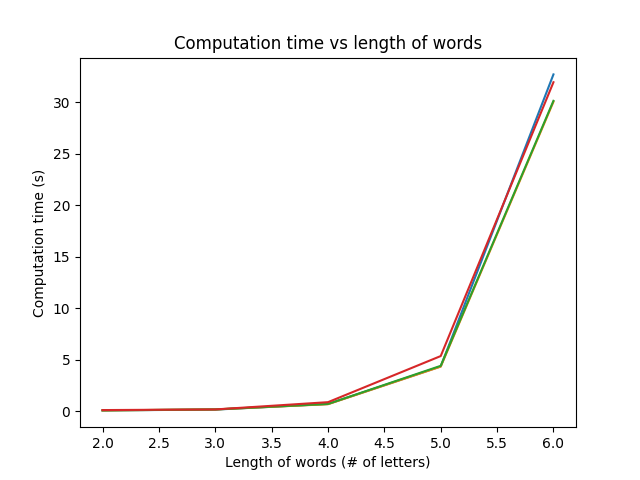 Computation time vs length of words
Computation time (s)
30
25
20
15
10
5
0
2.0 2.5 3.0 3.5 4.0 4.5 5.0 5.5 6.0
Length of words (# of letters)